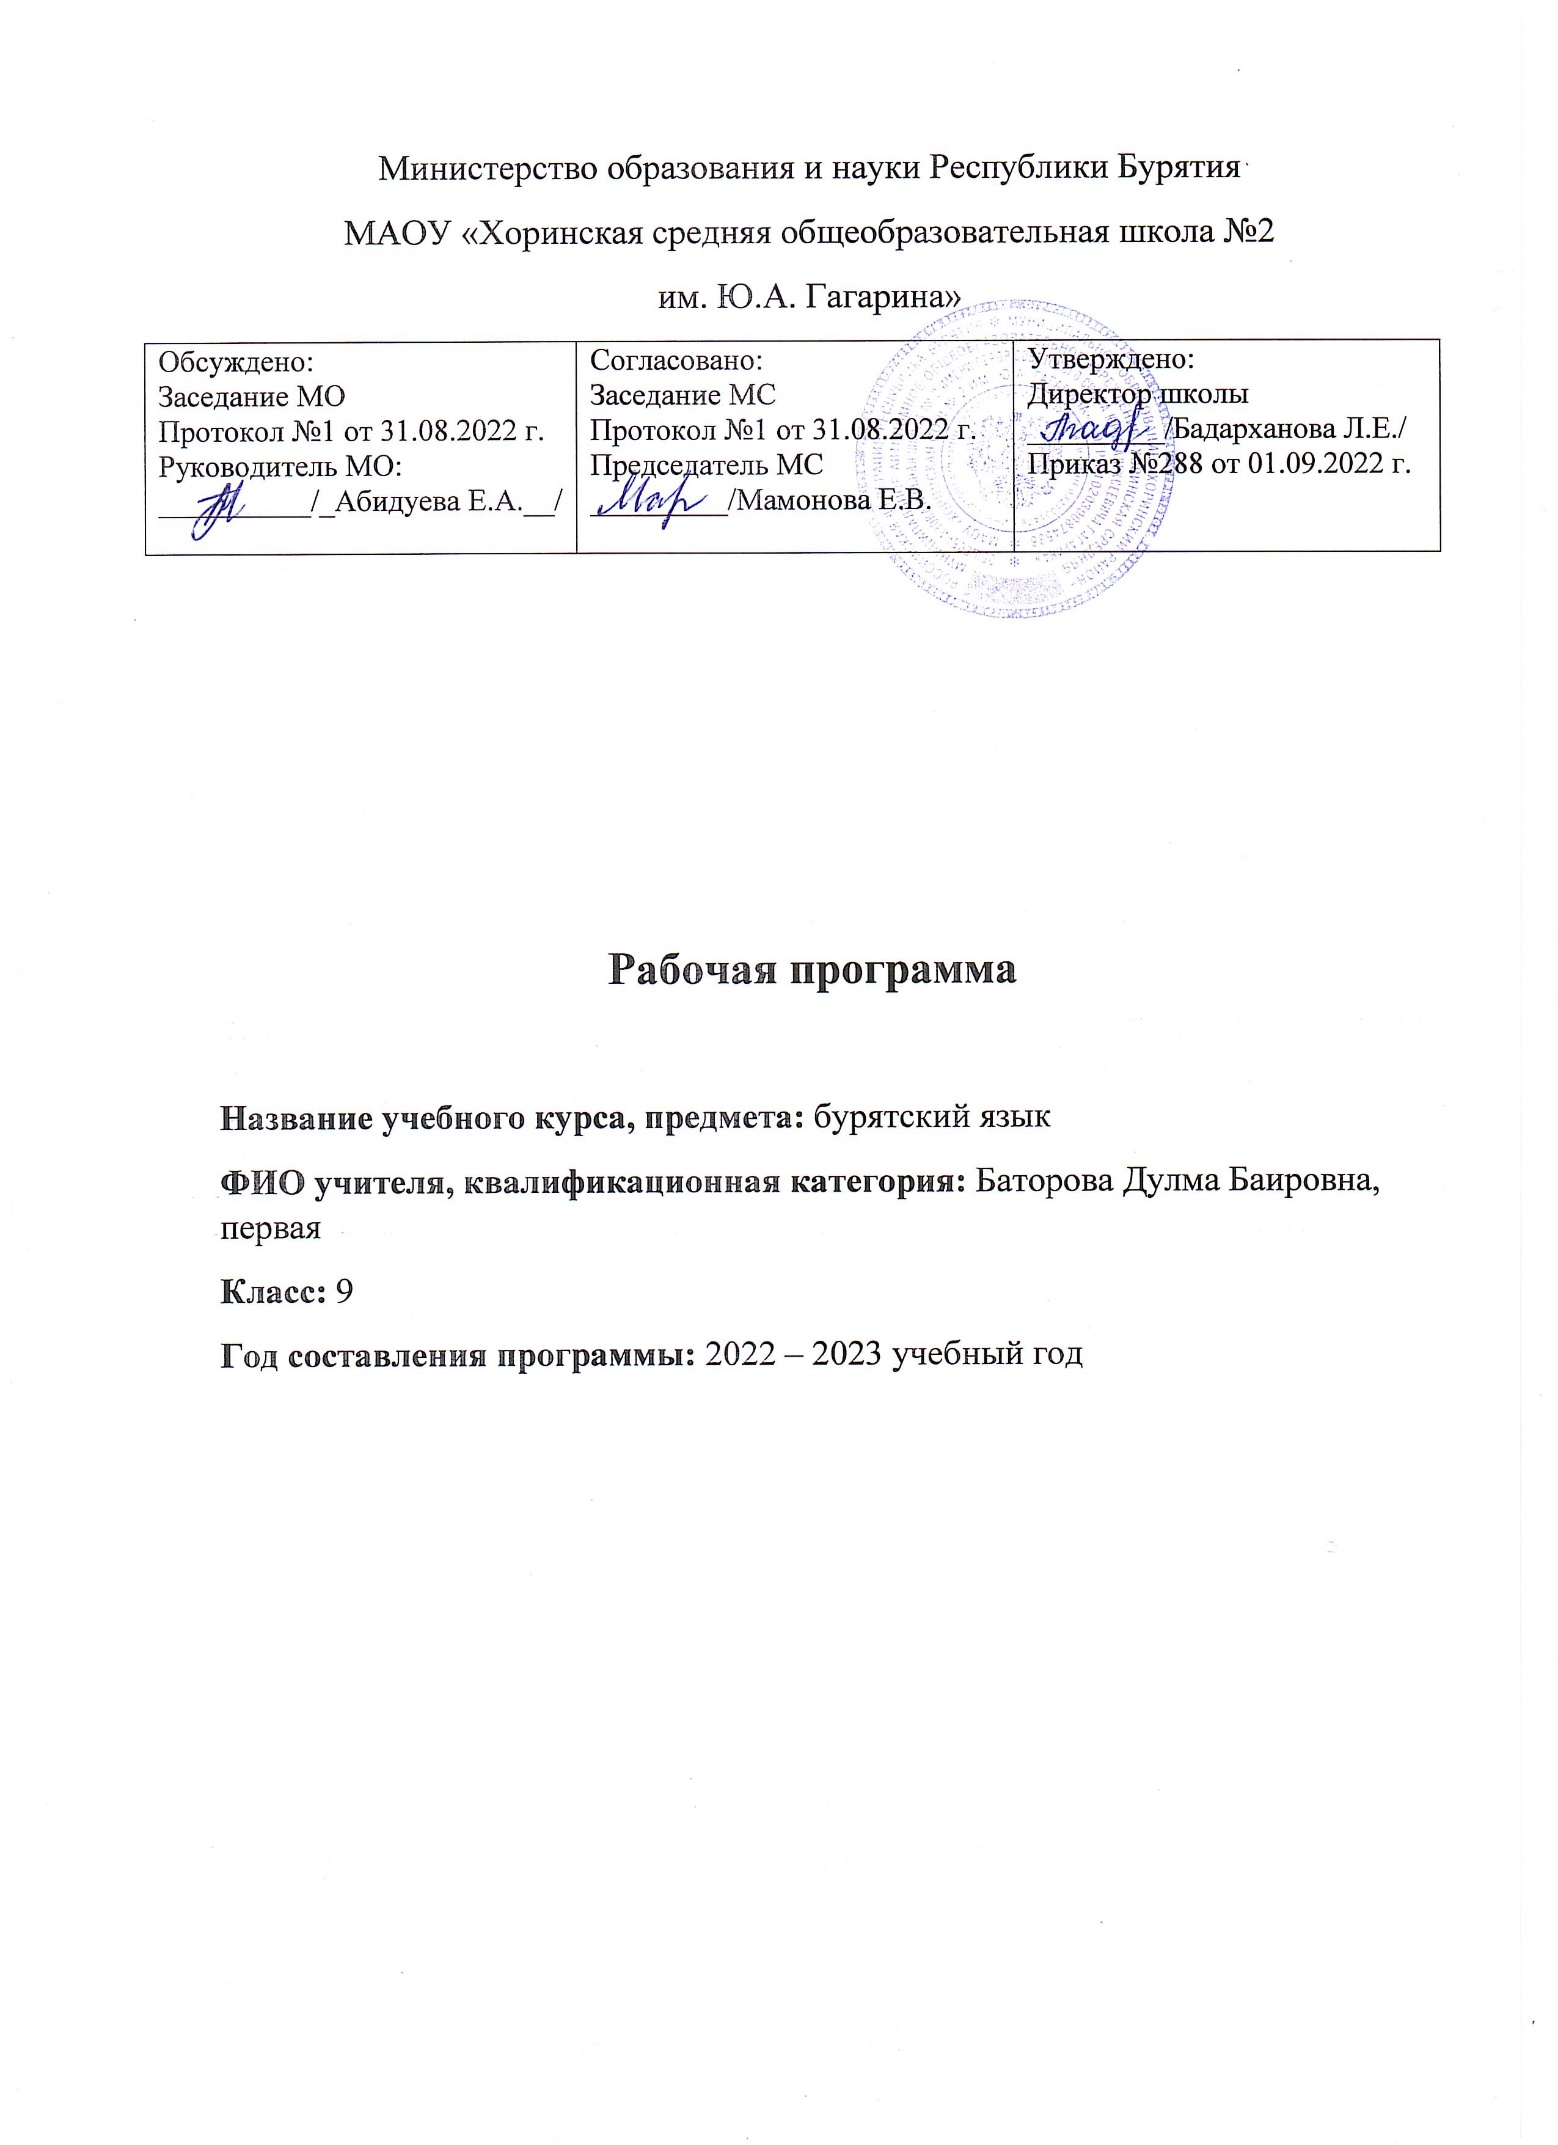 Министерство образования и науки Республики Бурятия
МАОУ «Хоринская средняя общеобразовательная школа №2
им. Ю.А. Гагарина»
Обсуждено:
Заседание МО
Протокол №1 от 31.08.2022 г.
Руководитель МО:
__________/_Абидуева Е.А.__/
Согласовано:
Заседание МС
Протокол №1 от 31.08.2022 г.
Председатель МС
_________/Мамонова Е.В.
Утверждено:
Директор школы
_________/Бадарханова Л.Е./
Приказ №288 от 01.09.2022 г.
Рабочая программа
Название учебного курса, предмета: бурятский язык
ФИО учителя, квалификационная категория: Баторова Дулма Баировна,
первая
Класс: 9
Год составления программы: 2022 – 2023 учебный год